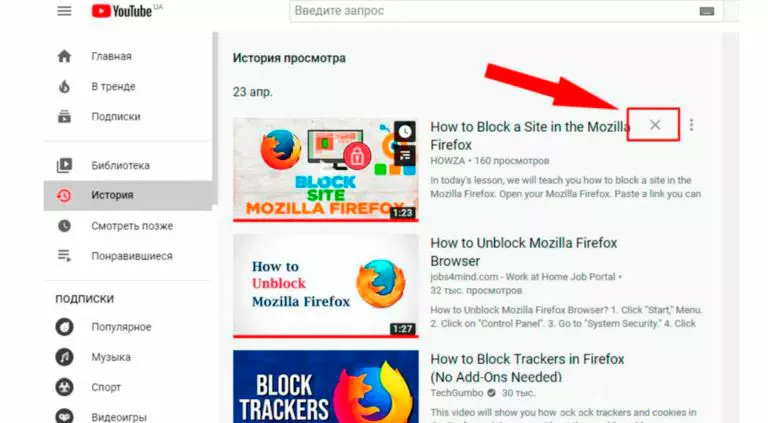 YouTube UA
Введите запрос
Главная
В тренде
Подписки
Библиотека
История
Смотреть позже
Понравившиеся
ПОДПИСКИ
Популярное
Музыка
Спорт
Видеоигры
История просмотра
23 апр.
BLOCK
SITE
MOZILLA FIREFOX
1:23
How to Block a Site in the Mozilla
Firefox
HOWZA • 160 просмотров
In today's lesson, we will teach you how to block a site in the
Mozilla Firefox. Open your Mozilla Firefox. Paste a link you can
How to
Unblock
Mozilla Firefox
1:27
How to Unblock Mozilla Firefox
Browser
jobs4mind.com - Work at Home Job Portal •
32 тыс. просмотров
How to Unblock Mozilla Firefox Browser? 1. Click "Start," Menu.
2. Click on "Control Panel". 3. Go to "System Security." 4. Click
BLOCK
TRACKERS
How to Block Trackers in Firefox
(No Add-Ons Needed)
TechGumbo 30 тыс.
This video will show you how ock ock trackers and cookies in